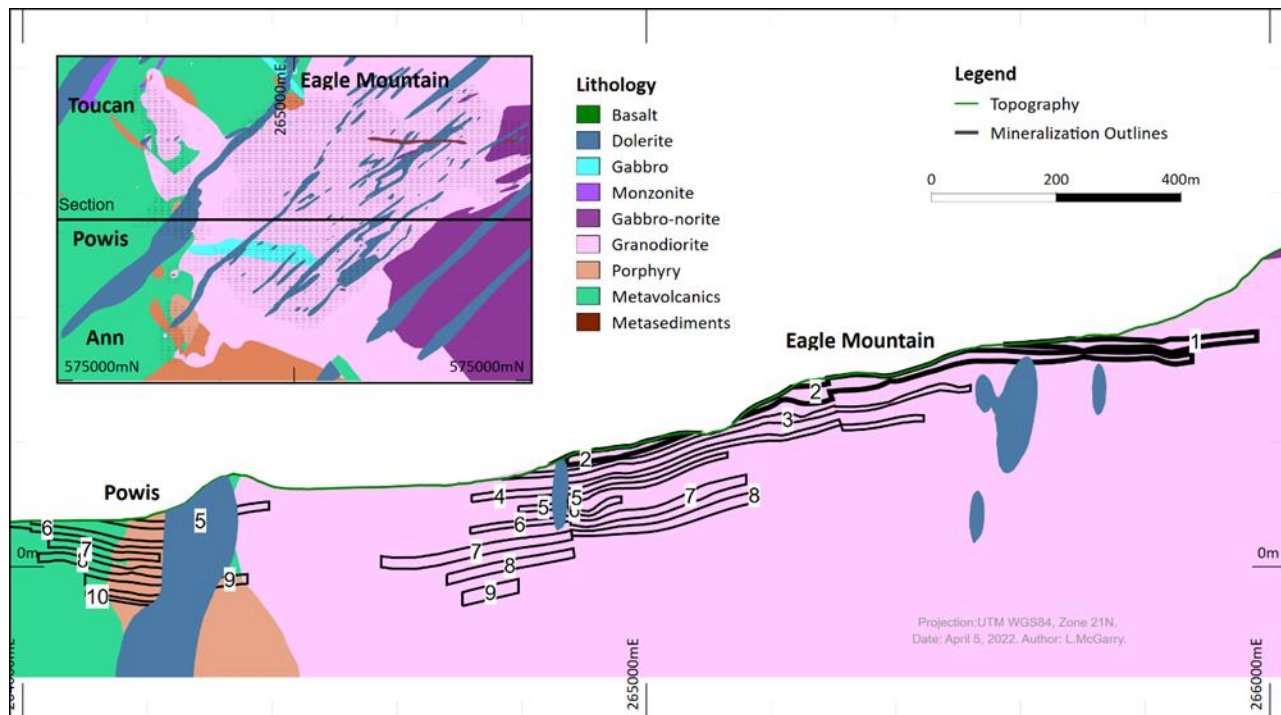 Eagle Mountain
Toucan
265000mE
Section
Powis
Ann
575000mN
575000mN
Lithology
Basalt
Dolerite
Gabbro
Monzonite
Gabbro-norite
Granodiorite
Porphyry
Metavolcanics
Metasediments
Legend
Topography
Mineralization Outlines
0
200
400m
Eagle Mountain
1
2
3
2
4
5
5
6
7
8
7
8
9
Powis
5
6
7
9
10
0m
0m
Projection:UTM WGS84, Zone 21N.
Date: April 5, 2022. Author: L.McGarry.
265000mE
266000mE